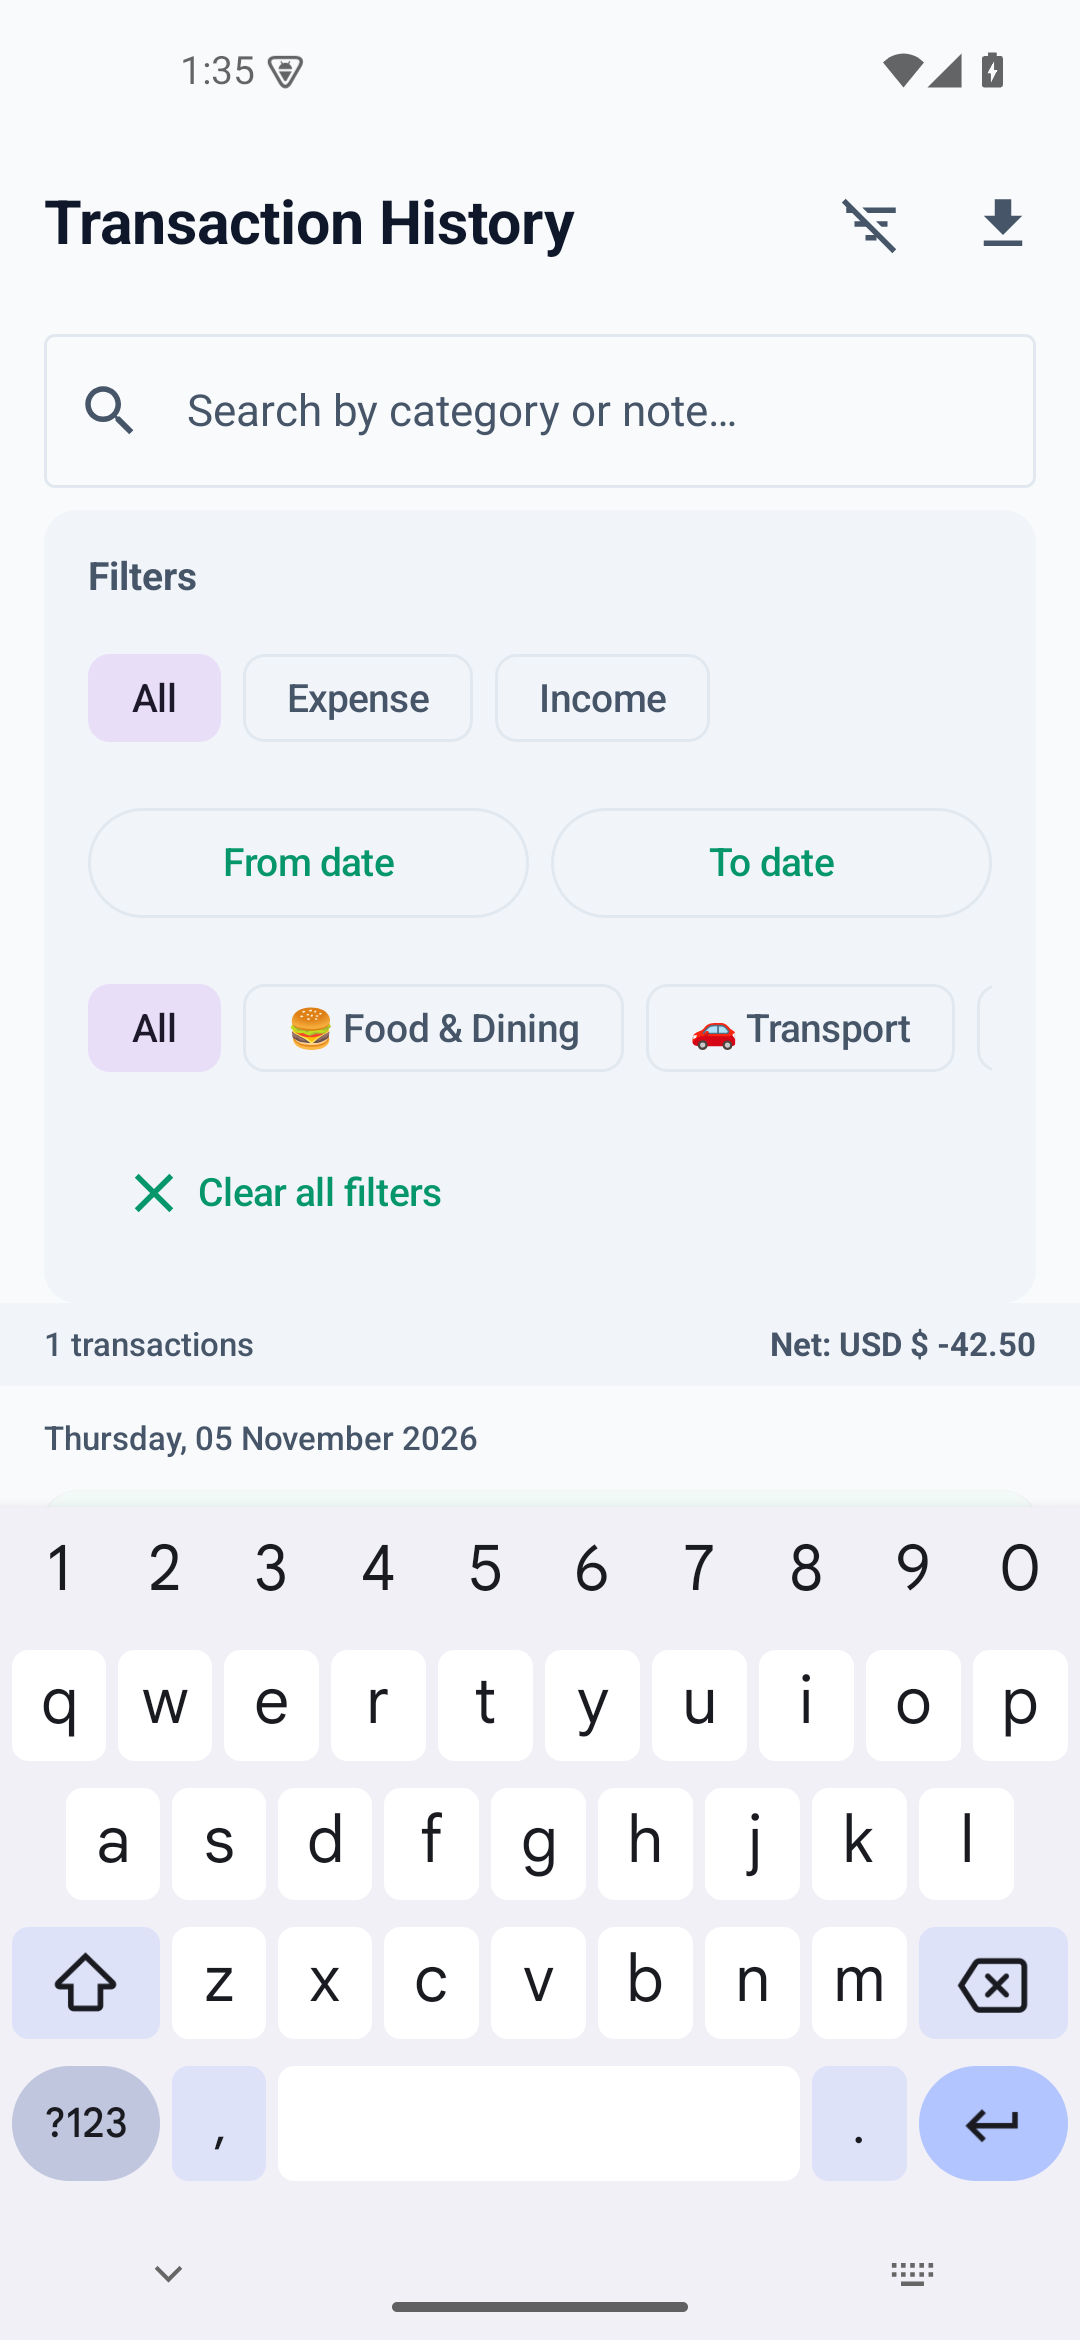 1:35
Transaction History
Search by category or note...
Filters
All Expense Income
From date To date
All 🍔 Food & Dining 🚗 Transport
Clear all filters
1 transactions Net: USD $ -42.50
Thursday, 05 November 2026
1 2 3 4 5 6 7 8 9 0
q w e r t y u i o p
a s d f g h j k l
z x c v b n m
?123 , .